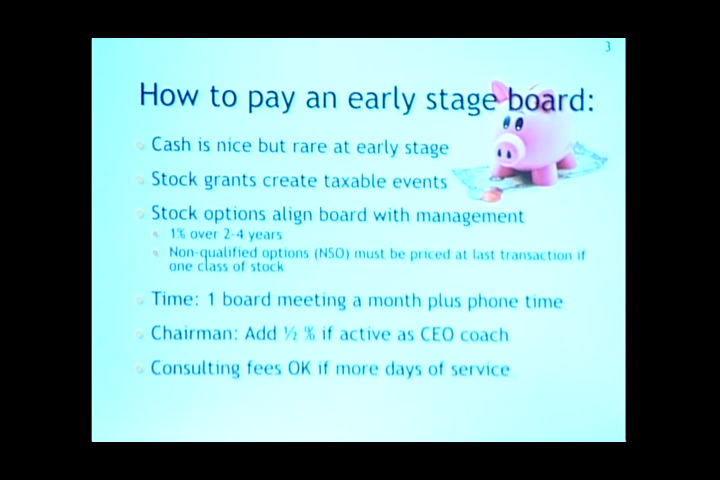 3
How to pay an early stage board:
Cash is nice but rare at early stage
Stock grants create taxable events
Stock options align board with management
1% over 2-4 years
Non-qualified options (NSO) must be priced at last transaction if
one class of stock
Time: 1 board meeting a month plus phone time
Chairman: Add ½ % if active as CEO coach
Consulting fees OK if more days of service